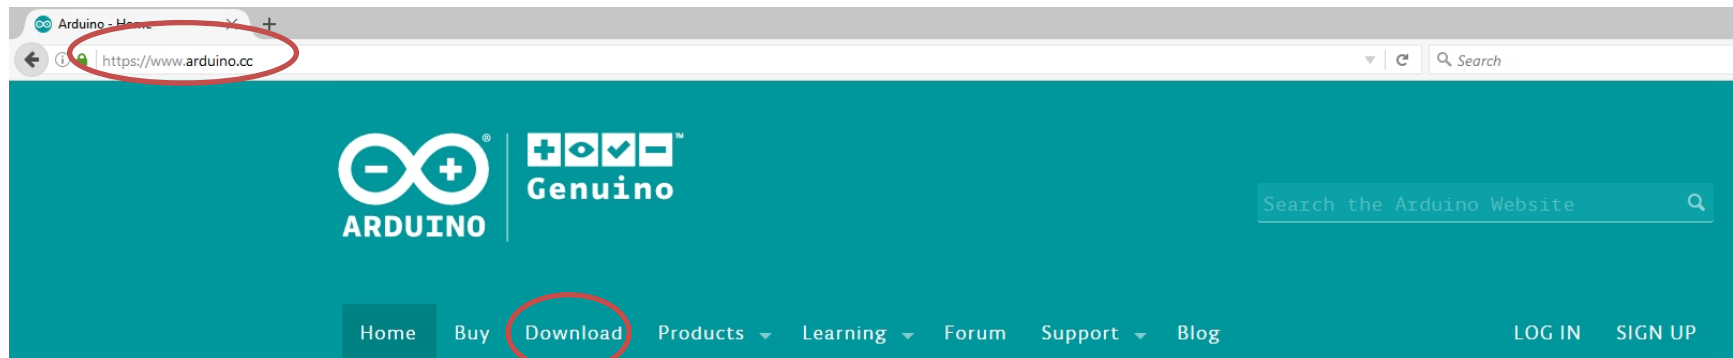 Arduino - Home
https://www.arduino.cc
Search
ARDUINO
Genuino
Search the Arduino Website
Home Buy Download Products Learning Forum Support Blog LOG IN SIGN UP